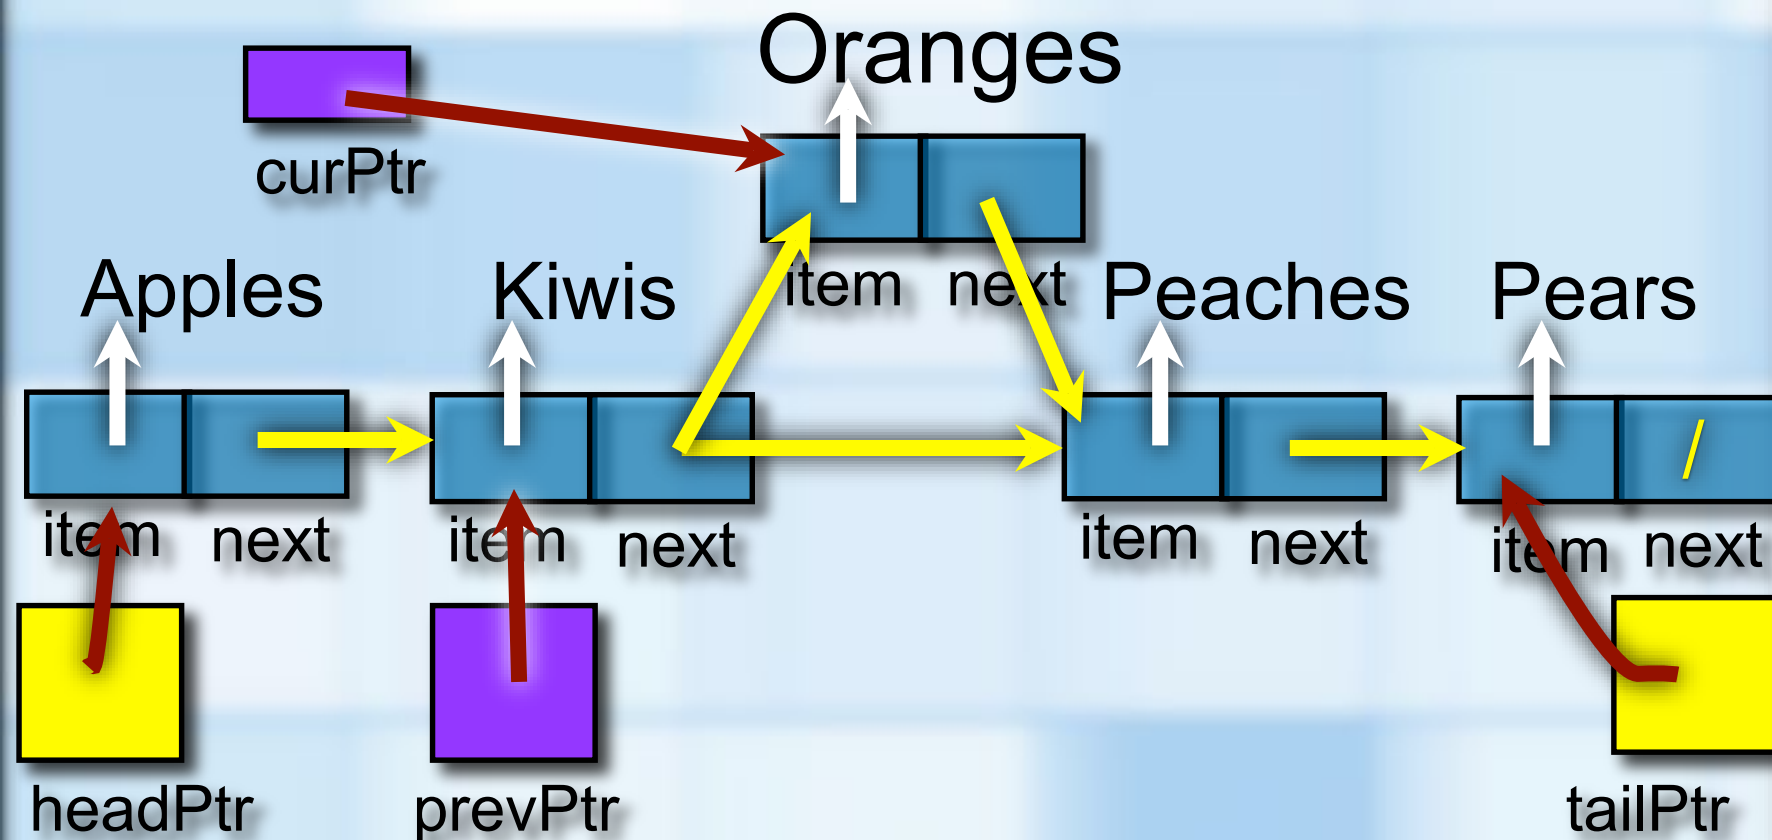 Oranges
curPtr
item next
Apples Kiwis Peaches Pears
/
item next item next item next item next
headPtr prevPtr tailPtr